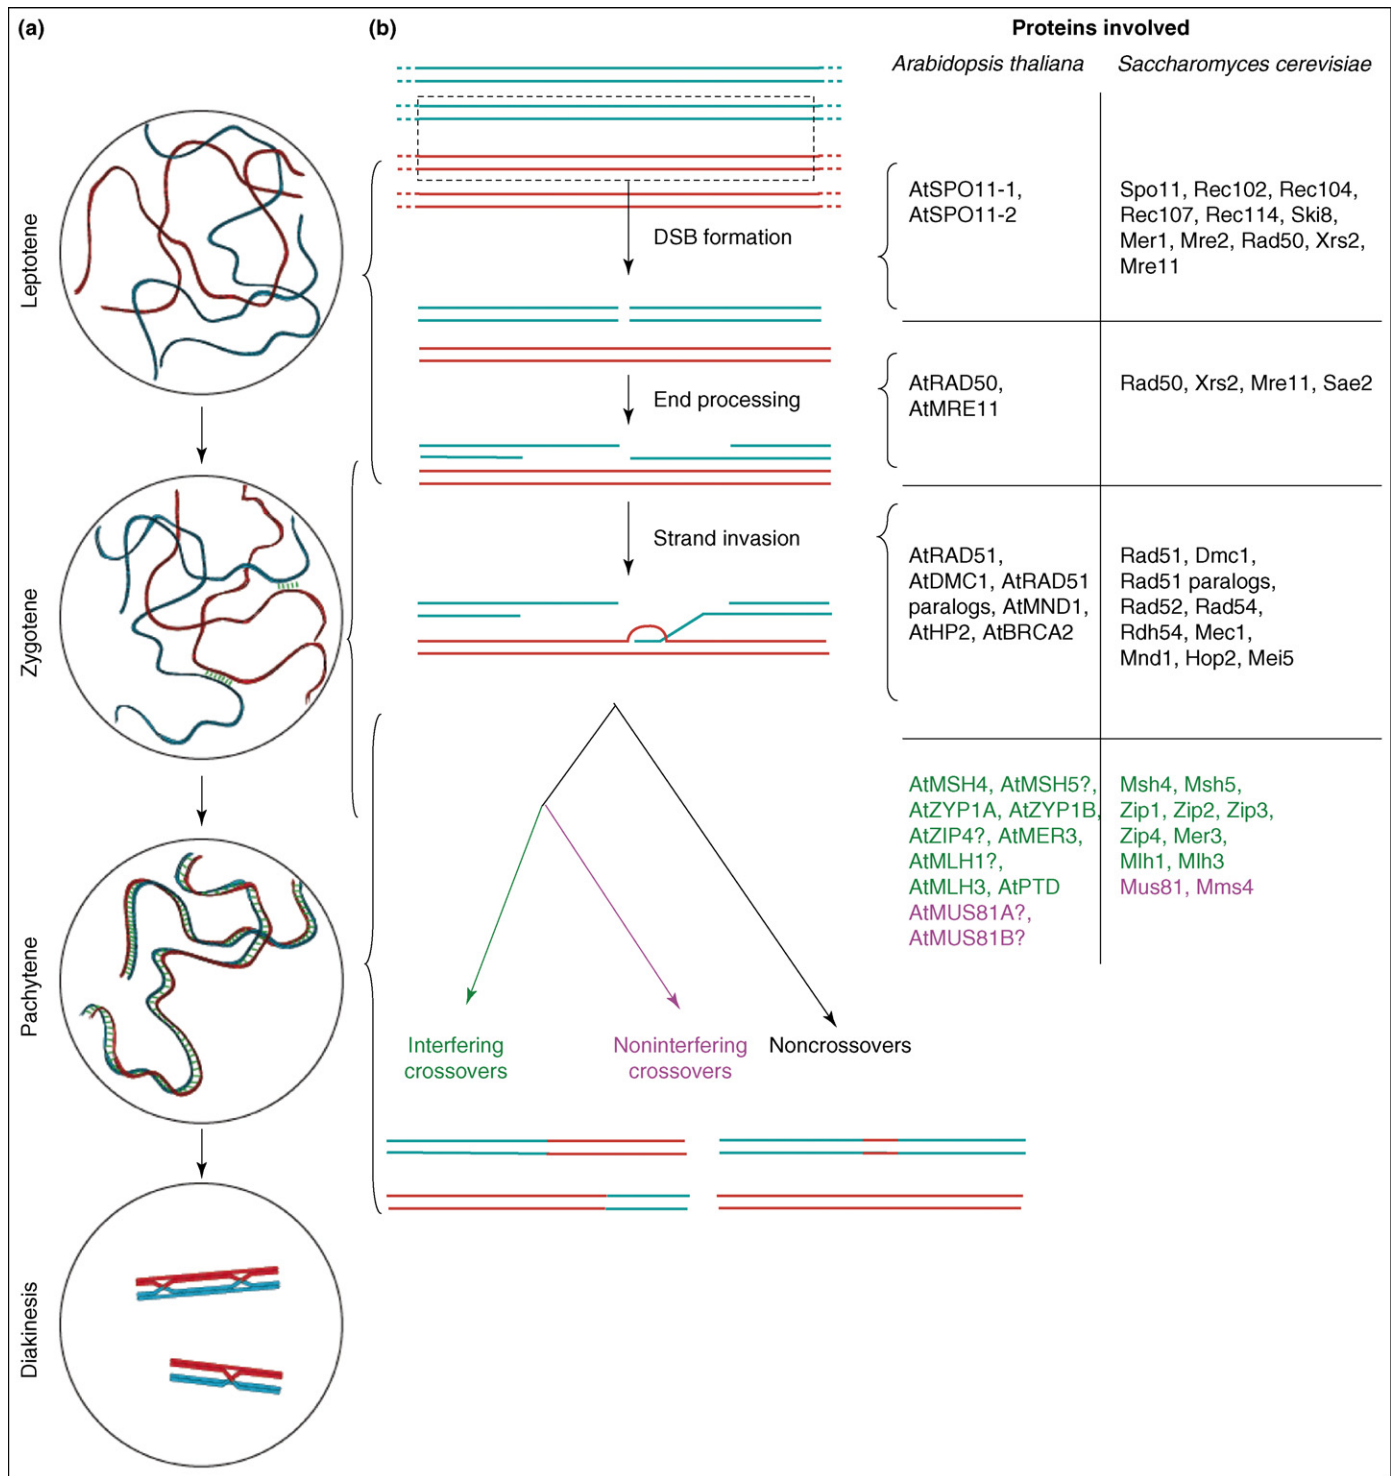 (a)
(b)
Proteins involved
Arabidopsis thaliana
Saccharomyces cerevisiae
Leptotene
Zygotene
Pachytene
Diakinesis
DSB formation
AtSPO11-1,
AtSPO11-2
Spo11, Rec102, Rec104,
Rec107, Rec114, Ski8,
Mer1, Mre2, Rad50, Xrs2,
Mre11
End processing
AtRAD50,
AtMRE11
Rad50, Xrs2, Mre11, Sae2
Strand invasion
AtRAD51,
AtDMC1, AtRAD51
paralogs, AtMND1,
AtHP2, AtBRCA2
Rad51, Dmc1,
Rad51 paralogs,
Rad52, Rad54,
Rdh54, Mec1,
Mnd1, Hop2, Mei5
AtMSH4, AtMSH5?,
AtZYP1A, AtZYP1B,
AtZIP4?, AtMER3,
AtMLH1?,
AtMLH3, AtPTD
AtMUS81A?,
AtMUS81B?
Msh4, Msh5,
Zip1, Zip2, Zip3,
Zip4, Mer3,
Mlh1, Mlh3
Mus81, Mms4
Interfering
crossovers
Noninterfering
crossovers
Noncrossovers